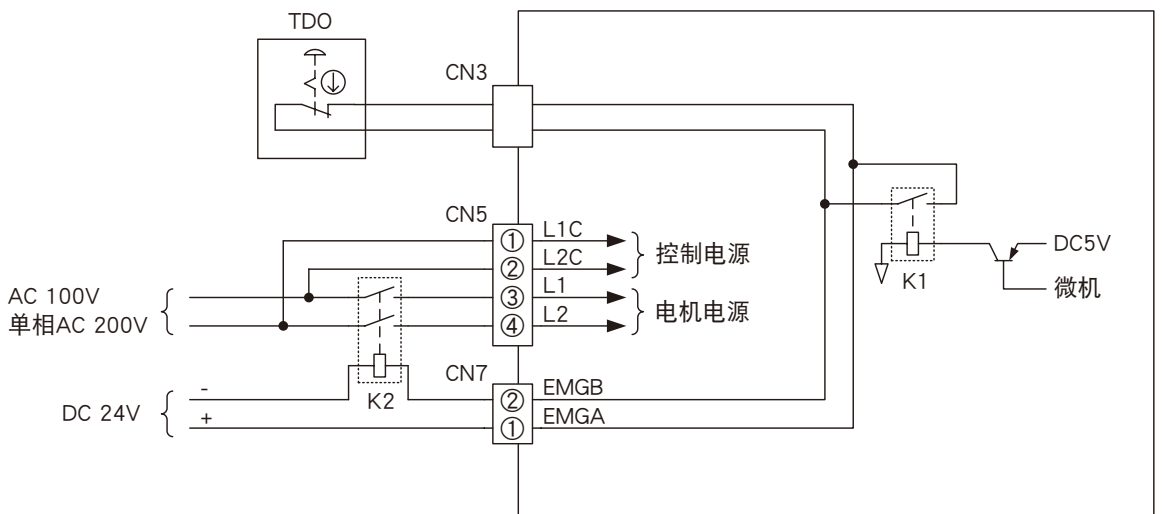 TDO
CN3
CN5
① L1C
② L2C
控制电源
③ L1
④ L2
电机电源
AC 100V
单相AC 200V
K2
K1
DC5V
微机
CN7
DC 24V
-
+
② EMGB
① EMGA